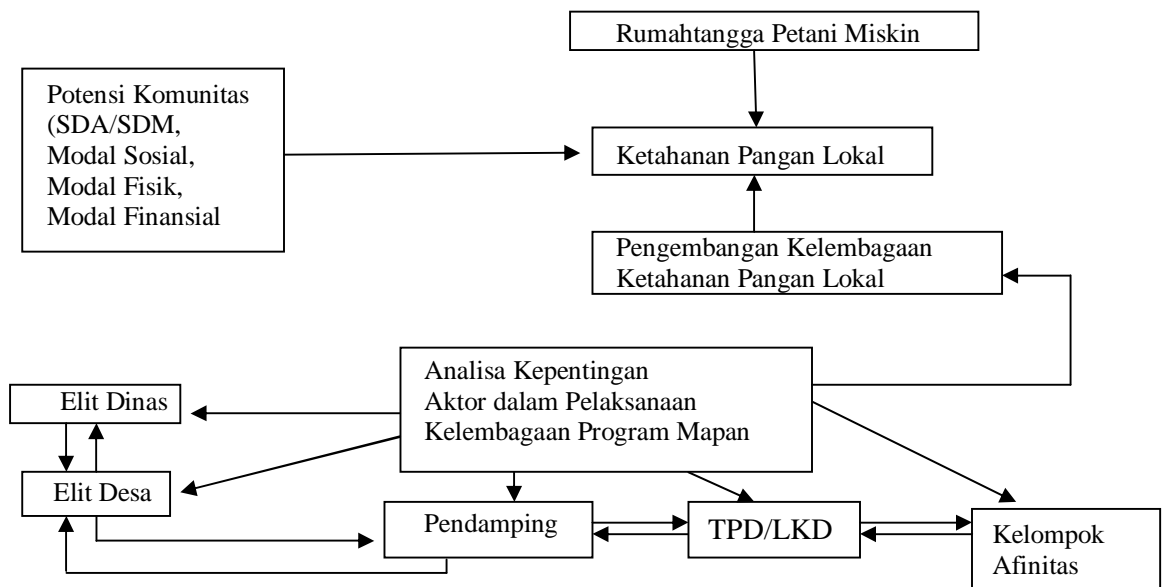 Rumahtangga Petani Miskin
Potensi Komunitas
(SDA/SDM,
Modal Sosial,
Modal Fisik,
Modal Finansial
Ketahanan Pangan Lokal
Pengembangan Kelembagaan
Ketahanan Pangan Lokal
Analisa Kepentingan
Aktor dalam Pelaksanaan
Kelembagaan Program Mapan
Elit Dinas
Elit Desa
Pendamping
TPD/LKD
Kelompok
Afinitas